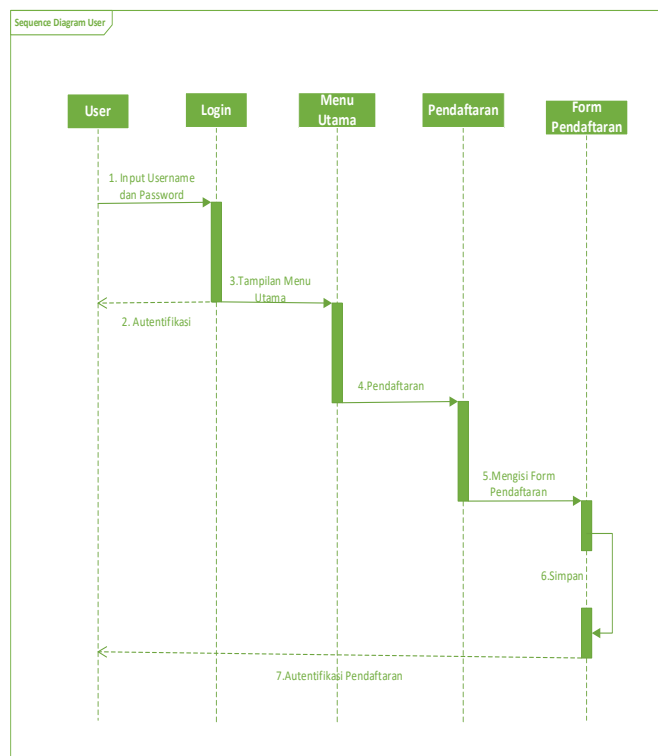 Sequence Diagram User
User
Login
Menu
Utama
Pendaftaran
Form
Pendaftaran
1. Input Username
dan Password
3.Tampilan Menu
Utama
2. Autentifikasi
4.Pendaftaran
5.Mengisi Form
Pendaftaran
6.Simpan
7.Autentifikasi Pendaftaran